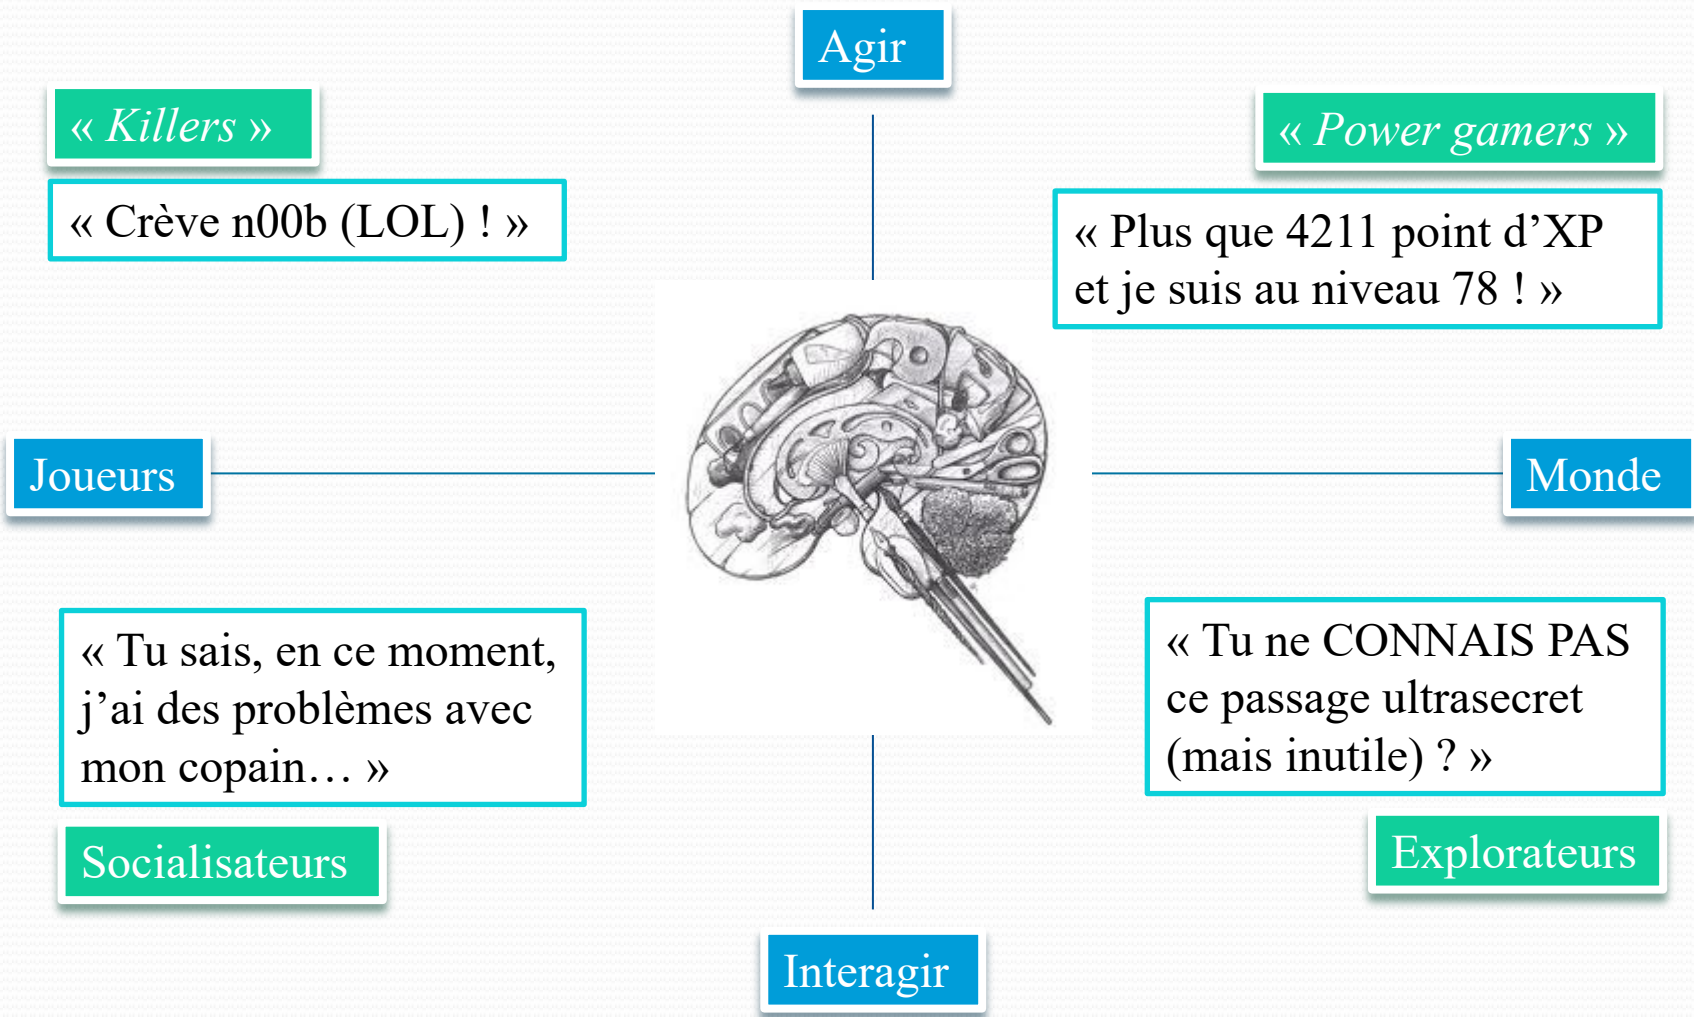 Agir
« Killers »
« Power gamers »
« Crève n00b (LOL) ! »
« Plus que 4211 point d’XP
et je suis au niveau 78 ! »
Joueurs
Monde
« Tu sais, en ce moment,
j’ai des problèmes avec
mon copain… »
« Tu ne CONNAIS PAS
ce passage ultrasecret
(mais inutile) ? »
Socialisateurs
Explorateurs
Interagir